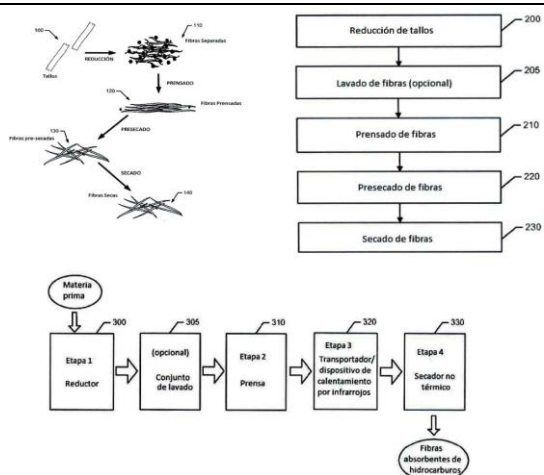 100
Tallos
REDUCCIÓN
110
Fibras Separadas
PRENSADO
120
Fibras Prensadas
PRESECADO
130
Fibras pre-secadas
SECADO
140
Fibras Secas
Reducción de tallos
200
Lavado de fibras (opcional)
205
Prensado de fibras
210
Presecado de fibras
220
Secado de fibras
230
Materia
prima
300
Etapa 1
Reductor
305
(opcional)
Conjunto
de lavado
310
Etapa 2
Prensa
320
Etapa 3
Transportador/
dispositivo de
calentamiento
por infrarrojos
330
Etapa 4
Secador no
térmico
Fibras
absorbentes de
hidrocarburos